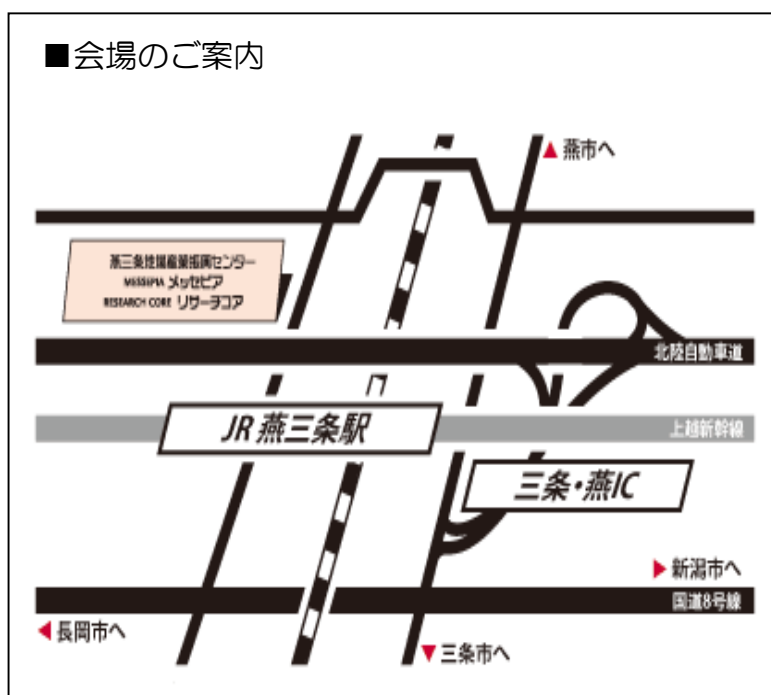 ■会場のご案内
▲燕市へ
燕三条地場産業振興センター
MESSEPIA メッセピア
RESEARCH CORE リサーチコア
北陸自動車道
JR 燕三条駅
上越新幹線
三条・燕IC
▶新潟市へ
国道8号線
◀長岡市へ
▼三条市へ